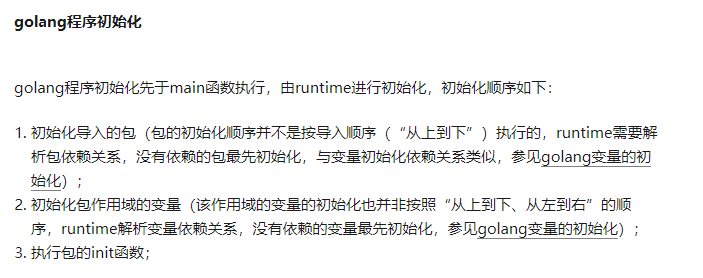 golang程序初始化
golang程序初始化先于main函数执行，由runtime进行初始化，初始化顺序如下：
1. 初始化导入的包（包的初始化顺序并不是按导入顺序（“从上到下”）执行的，runtime需要解
析包依赖关系，没有依赖的包最先初始化，与变量初始化依赖关系类似，参见golang变量的初
始化）；
2. 初始化包作用域的变量（该作用域的变量的初始化也并非按照“从上到下、从左到右”的顺
序，runtime解析变量依赖关系，没有依赖的变量最先初始化，参见golang变量的初始化）；
3. 执行包的init函数；